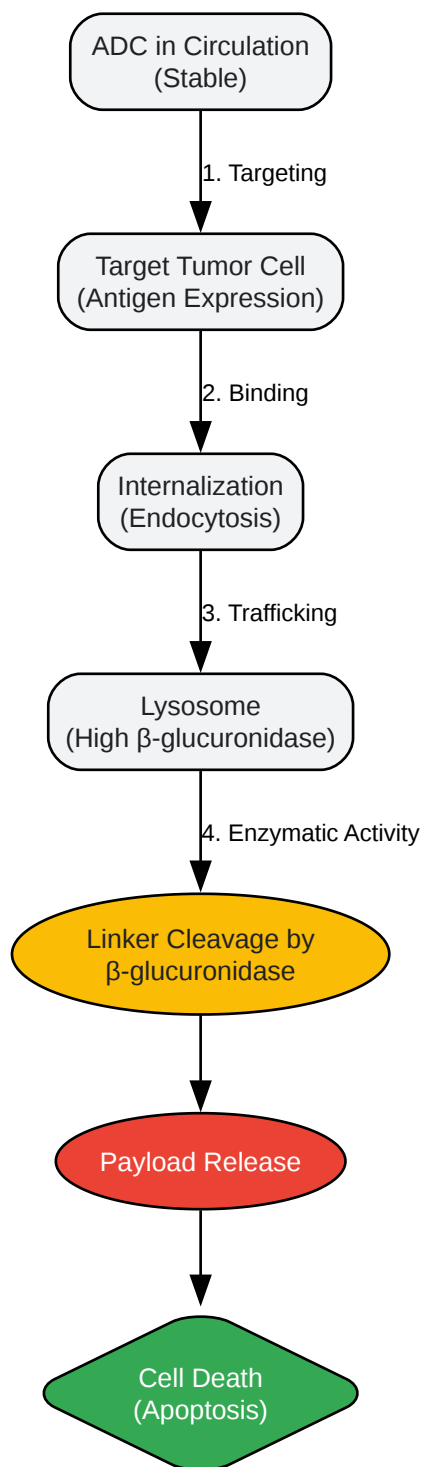 ADC in Circulation
(Stable)
1. Targeting
Target Tumor Cell
(Antigen Expression)
2. Binding
Internalization
(Endocytosis)
3. Trafficking
Lysosome
(High β-glucuronidase)
4. Enzymatic Activity
Linker Cleavage by
β-glucuronidase
Payload Release
Cell Death
(Apoptosis)